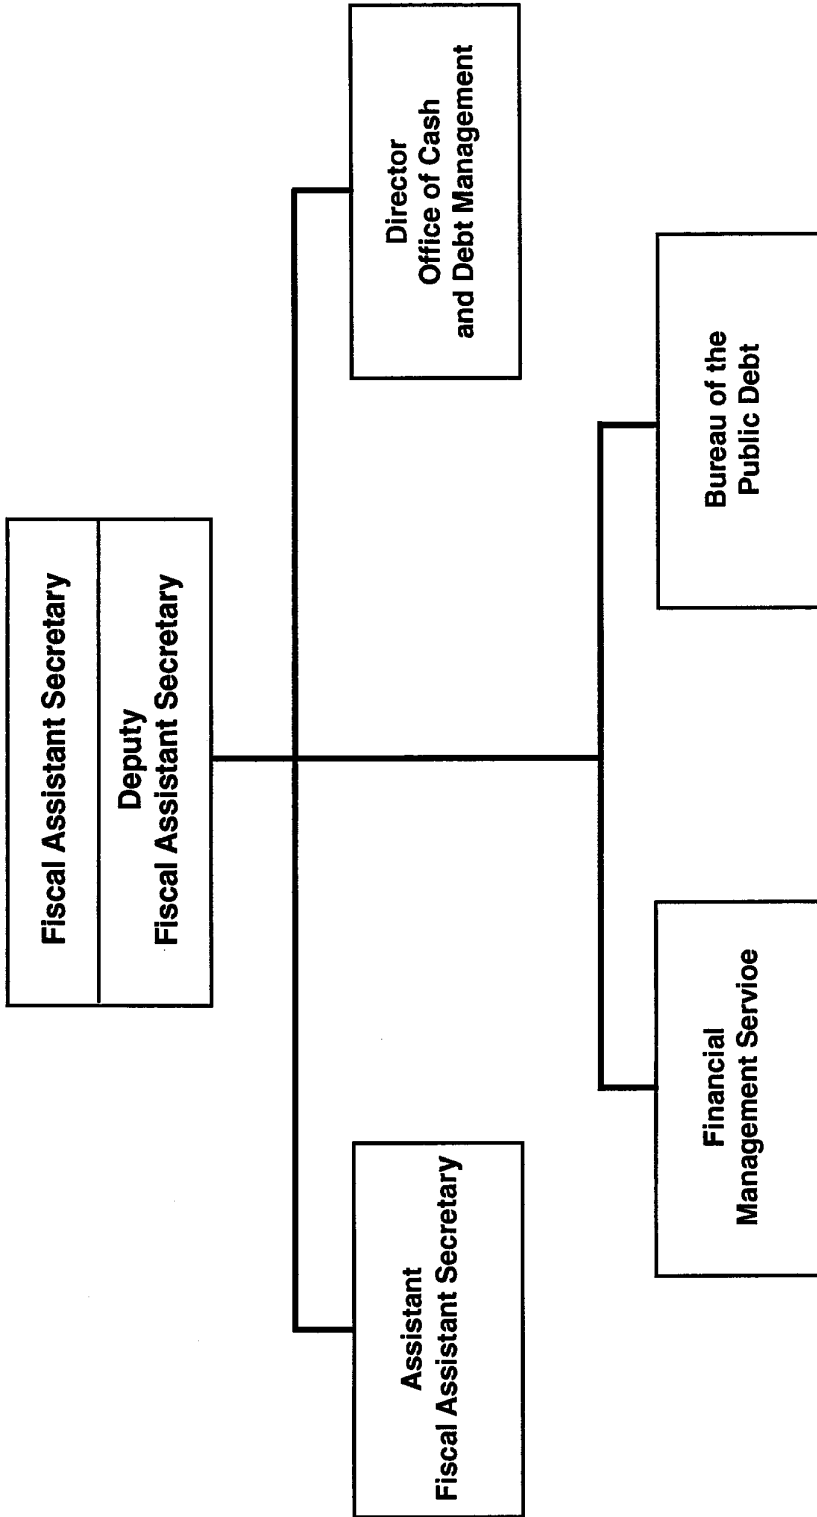 Fiscal Assistant Secretary
Deputy
Fiscal Assistant Secretary
Assistant
Fiscal Assistant Secretary
Director
Office of Cash
and Debt Management
Financial
Management Servioe
Bureau of the
Public Debt